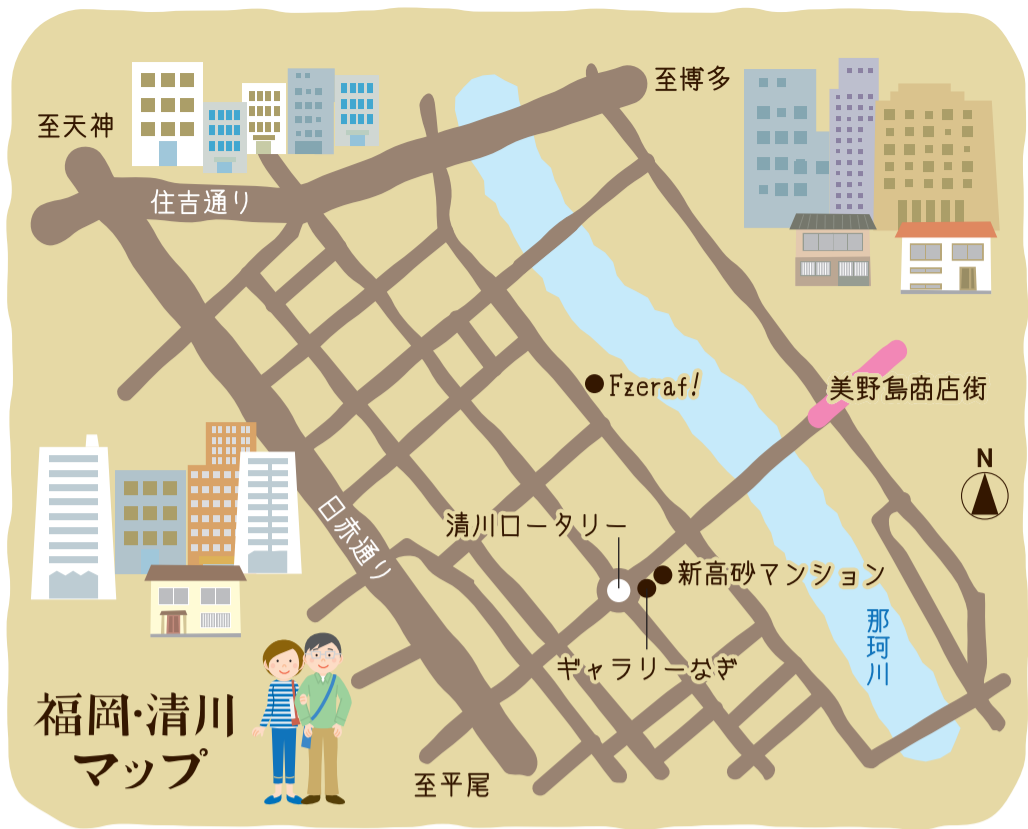 至博多
至天神
住吉通り
Fzeraf!
美野島商店街
N
日赤通り
清川ロータリー
新高砂マンション
那珂川
ギャラリーなぎ
福岡・清川
マップ
至平尾